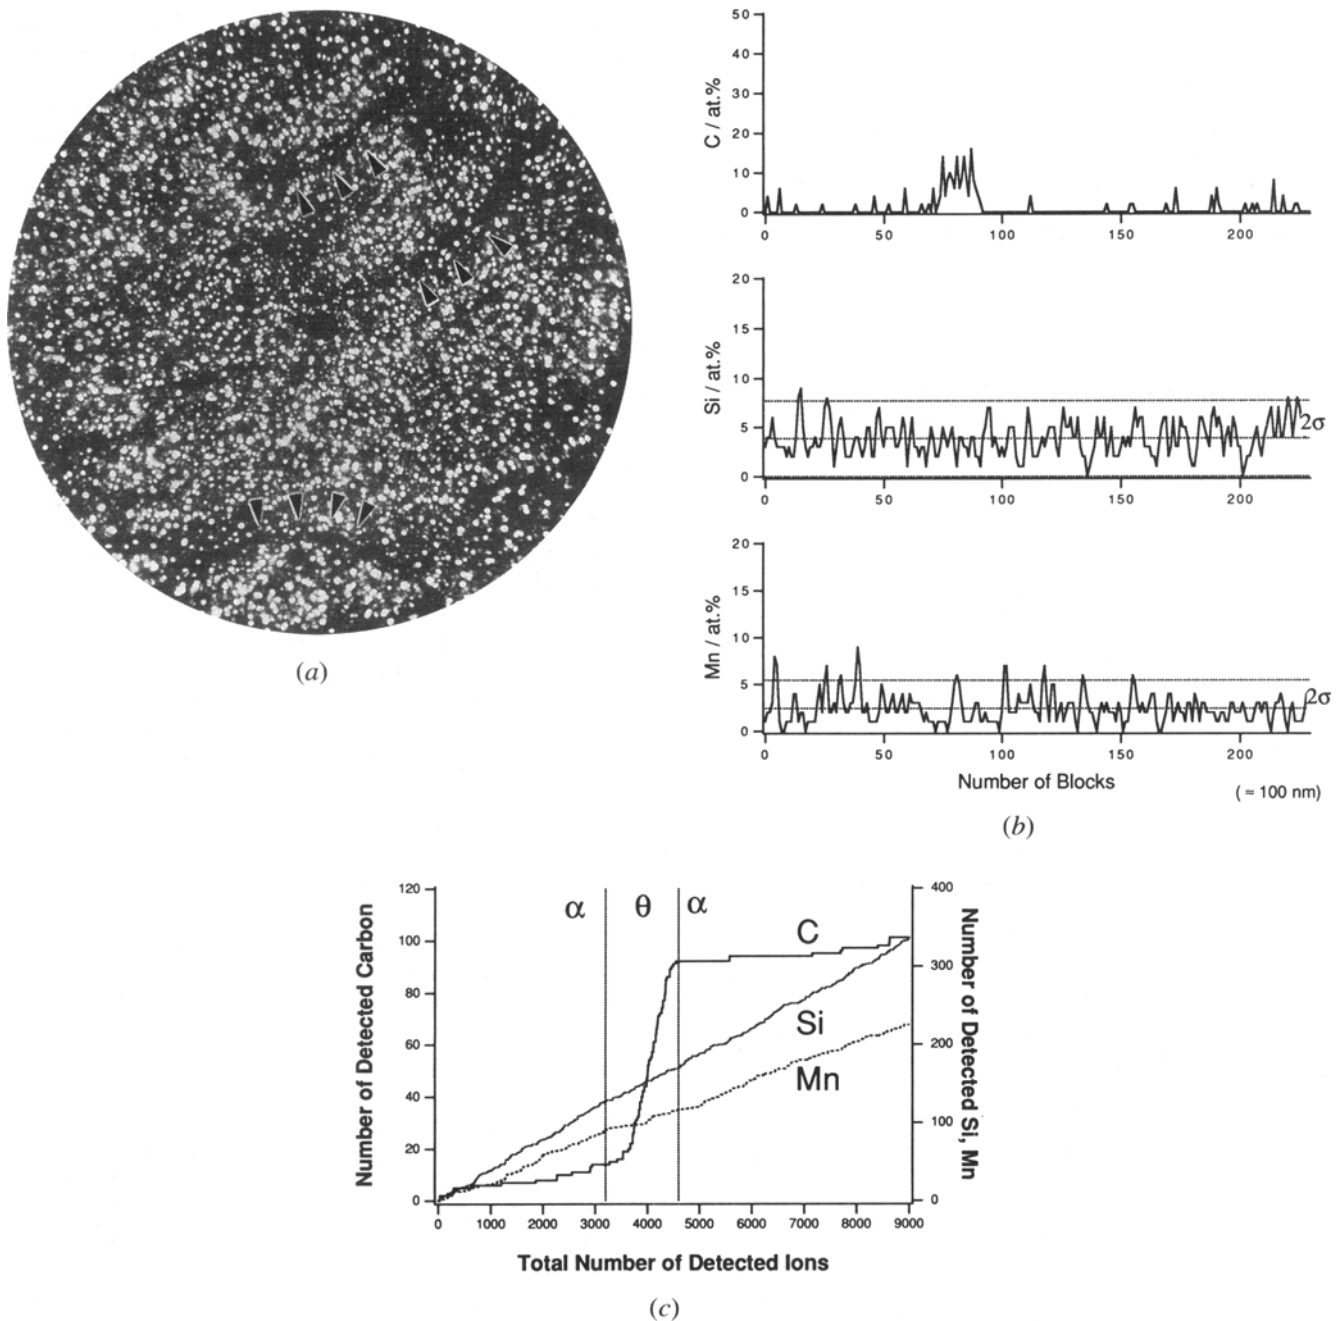 (a)
C / at.%
50
40
30
20
10
0
0 50 100 150 200
Si / at.%
20
15
10
5
0
2σ
0 50 100 150 200
Mn / at.%
20
15
10
5
0
2σ
0 50 100 150 200
Number of Blocks
( ≈ 100 nm)
(b)
Number of Detected Carbon
120
100
80
60
40
20
0
α θ α
C
Si
Mn
400
300
200
100
0
Number of Detected Si, Mn
0 1000 2000 3000 4000 5000 6000 7000 8000 9000
Total Number of Detected Ions
(c)